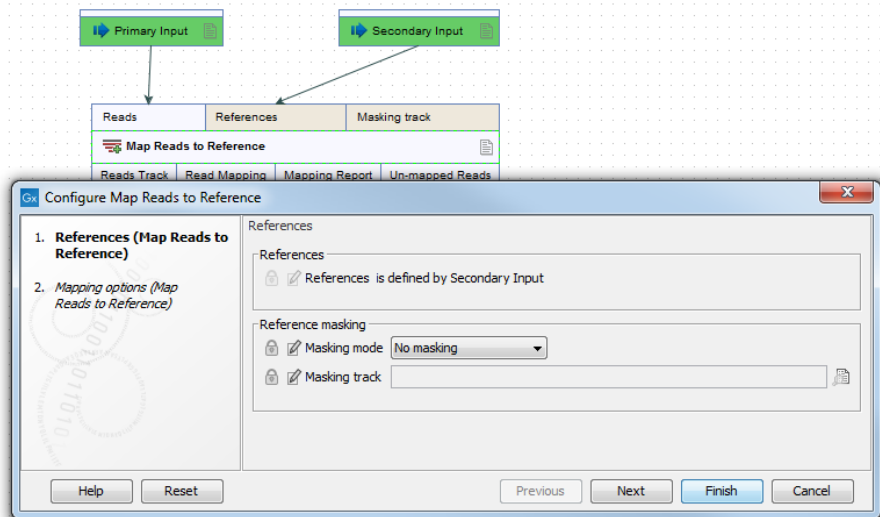 Primary Input
Secondary Input
Reads
References
Masking track
Map Reads to Reference
Reads Track
Read Mapping
Mapping Report
Un-mapped Reads
Gx Configure Map Reads to Reference
1. References (Map Reads to
Reference)
2. Mapping options (Map
Reads to Reference)
References
References
References is defined by Secondary Input
Reference masking
Masking mode No masking
Masking track
Help
Reset
Previous
Next
Finish
Cancel